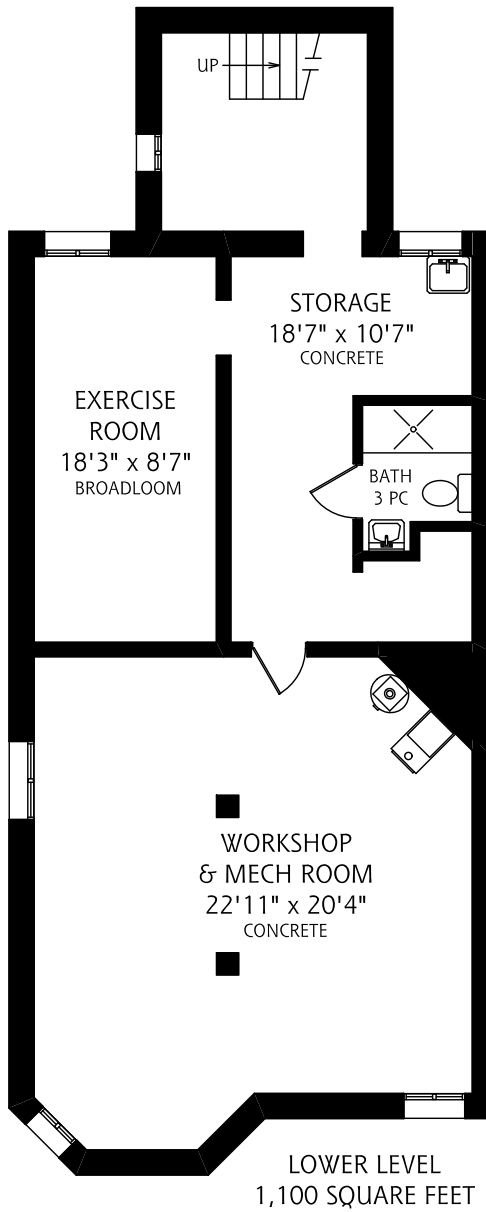 UP
STORAGE
18'7" x 10'7"
CONCRETE
EXERCISE
ROOM
18'3" x 8'7"
BROADLOOM
BATH
3 PC
WORKSHOP
& MECH ROOM
22'11" x 20'4"
CONCRETE
LOWER LEVEL
1,100 SQUARE FEET